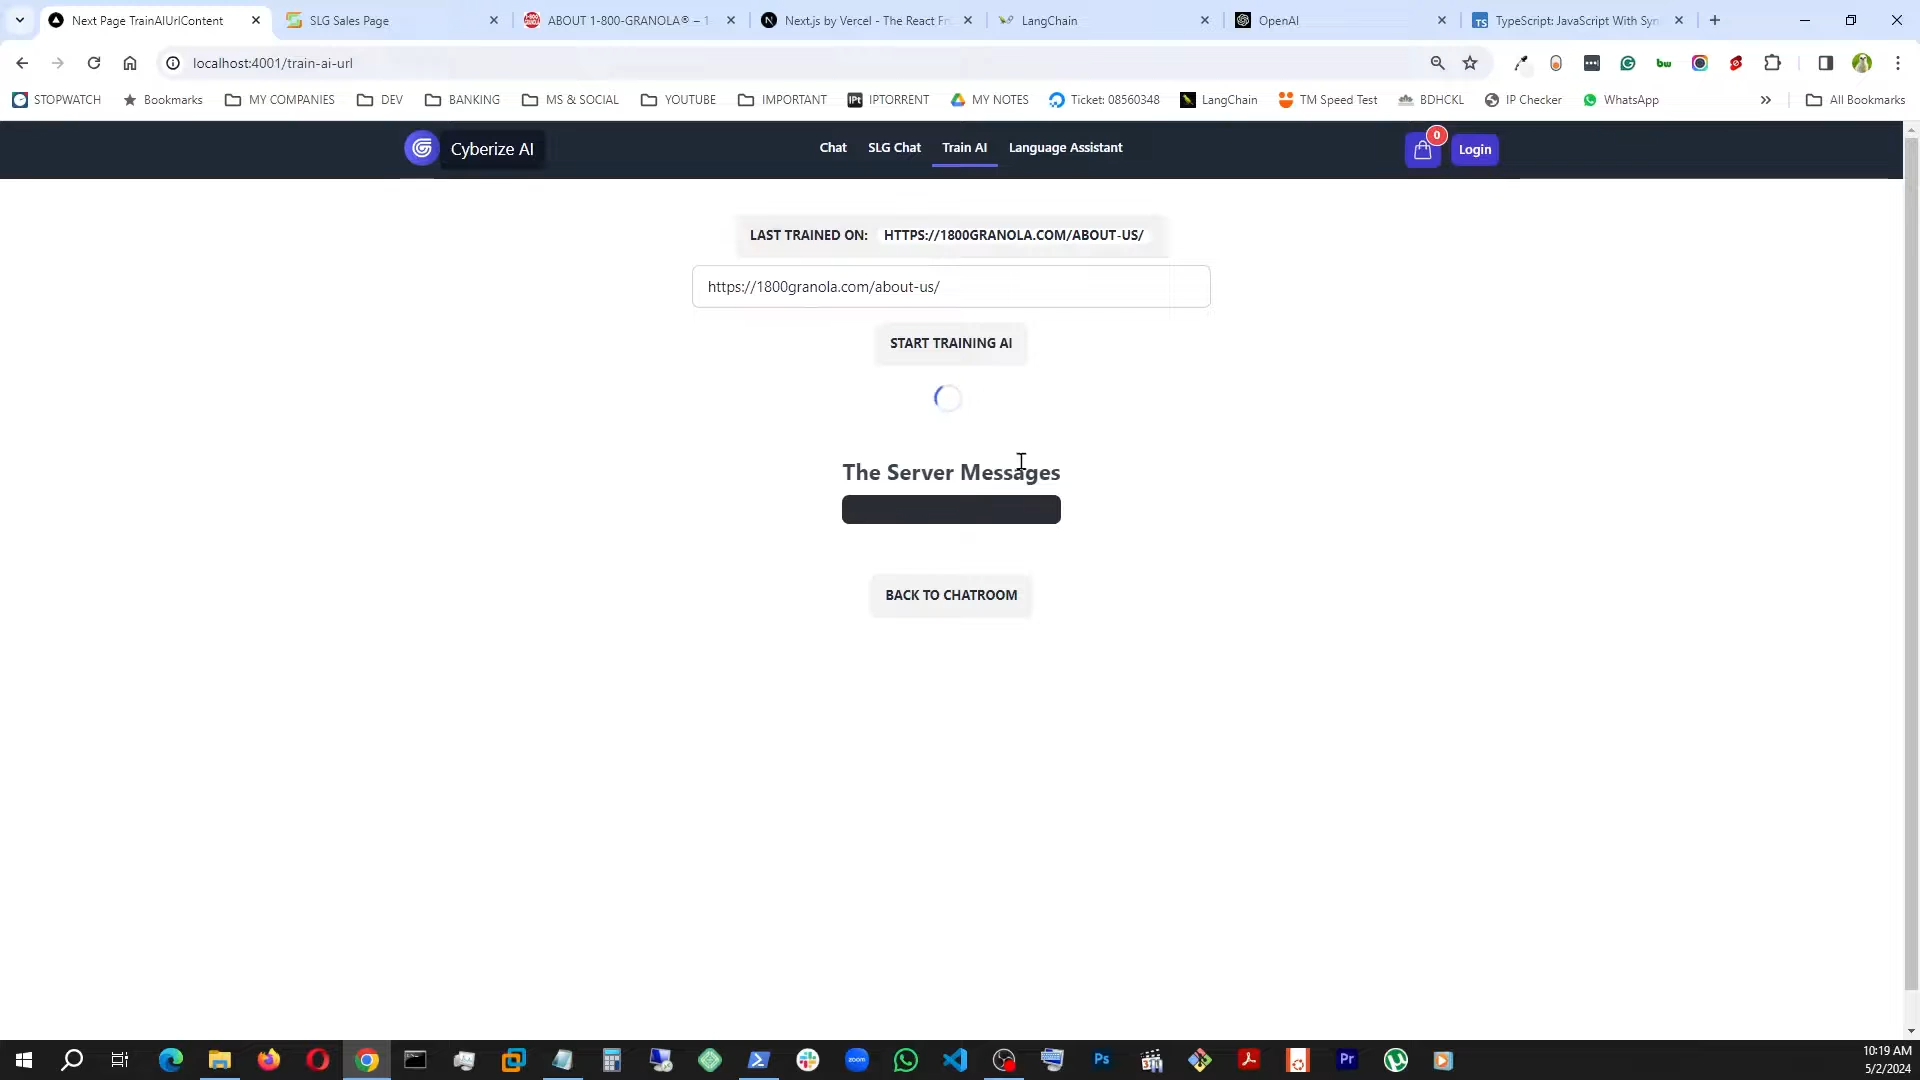 Next Page TrainAIUrlContent
SLG Sales Page
ABOUT 1-800-GRANOLA® – 1
Next.js by Vercel - The React Fr
LangChain
OpenAI
TypeScript: JavaScript With Syn
localhost:4001/train-ai-url
STOPWATCH
Bookmarks
MY COMPANIES
DEV
BANKING
MS & SOCIAL
YOUTUBE
IMPORTANT
IPTORRENT
MY NOTES
Ticket: 08560348
LangChain
TM Speed Test
BDHCKL
IP Checker
WhatsApp
All Bookmarks
Cyberize AI
Chat
SLG Chat
Train AI
Language Assistant
0
Login
LAST TRAINED ON: HTTPS://1800GRANOLA.COM/ABOUT-US/
https://1800granola.com/about-us/
START TRAINING AI
The Server Messages
BACK TO CHATROOM
10:19 AM
5/2/2024